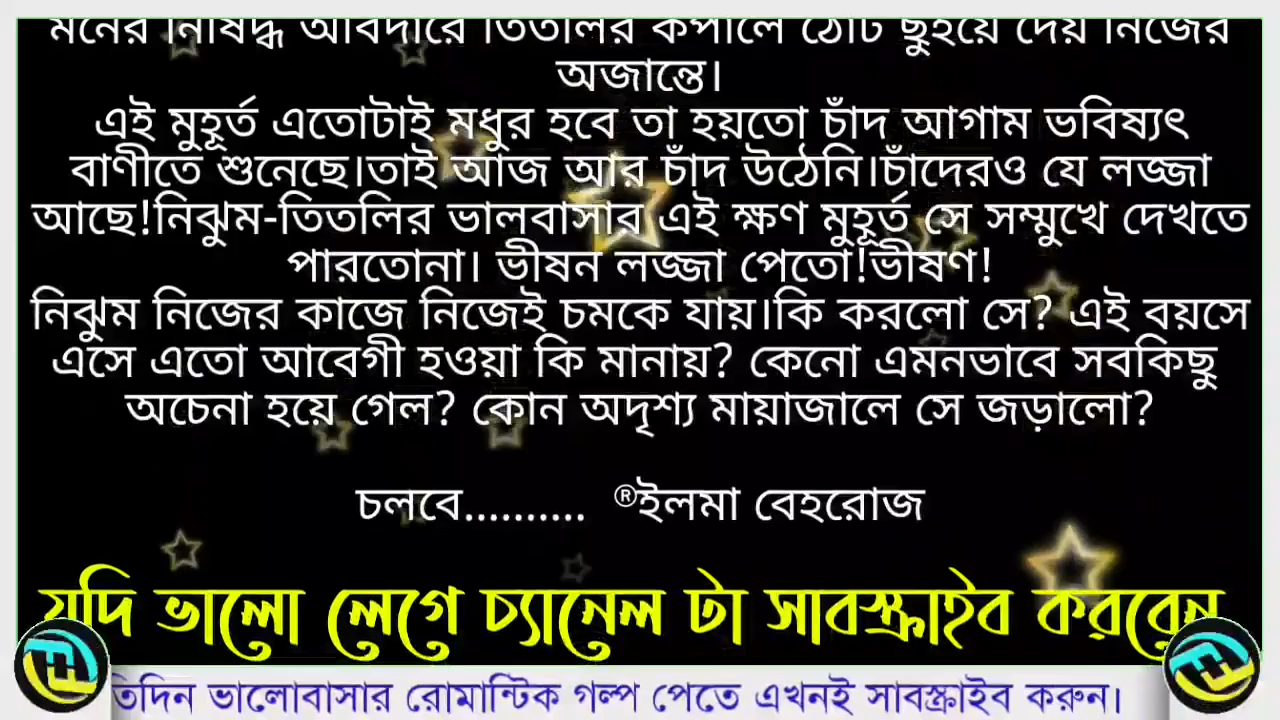 মনের নিষিদ্ধ আবদারে তিতলির কপালে ঠোঁট ছুইয়ে দেয় নিজের
অজান্তে।
এই মুহূর্ত এতোটাই মধুর হবে তা হয়তো চাঁদ আগাম ভবিষ্যৎ
বাণীতে শুনেছে।তাই আজ আর চাঁদ উঠেনি।চাঁদেরও যে লজ্জা
আছে!নিঝুম-তিতলির ভালবাসার এই ক্ষণ মুহূর্ত সে সম্মুখে দেখতে
পারতোনা। ভীষন লজ্জা পেতো!ভীষণ!
নিঝুম নিজের কাজে নিজেই চমকে যায়।কি করলো সে? এই বয়সে
এসে এতো আবেগী হওয়া কি মানায়? কেনো এমনভাবে সবকিছু
অচেনা হয়ে গেল? কোন অদৃশ্য মায়াজালে সে জড়ালো?
চলবে.......... ®ইলমা বেহরোজ
যদি ভালো লেগে চ্যানেল টা সাবস্ক্রাইব করবেন
তিদিন ভালোবাসার রোমান্টিক গল্প পেতে এখনই সাবস্ক্রাইব করুন।